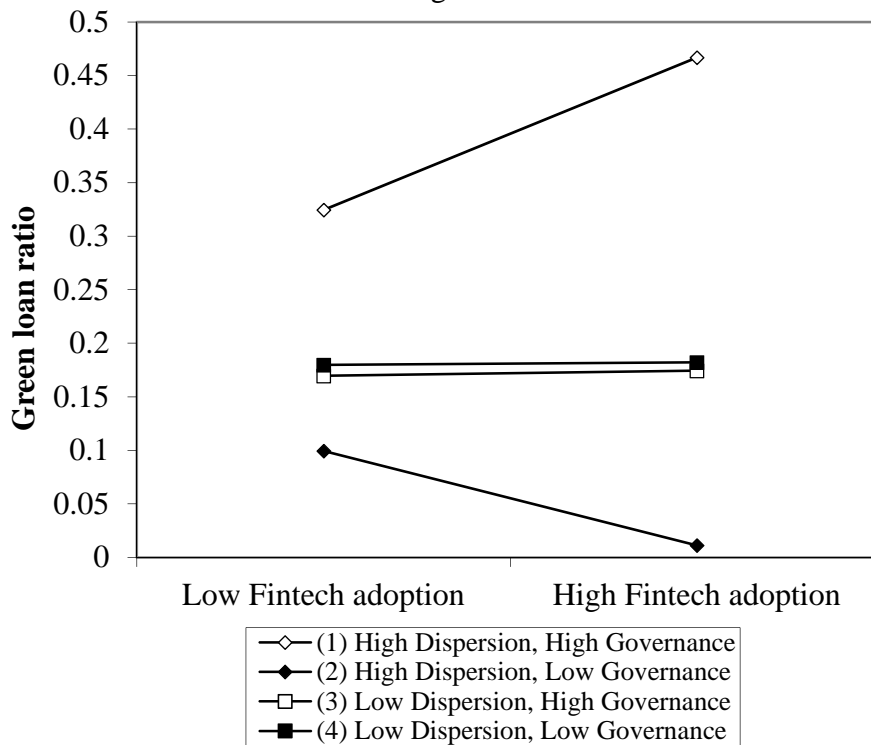 0.5
0.45
0.4
0.35
0.3
0.25
0.2
0.15
0.1
0.05
0
Green loan ratio
Low Fintech adoption High Fintech adoption
(1) High Dispersion, High Governance
(2) High Dispersion, Low Governance
(3) Low Dispersion, High Governance
(4) Low Dispersion, Low Governance